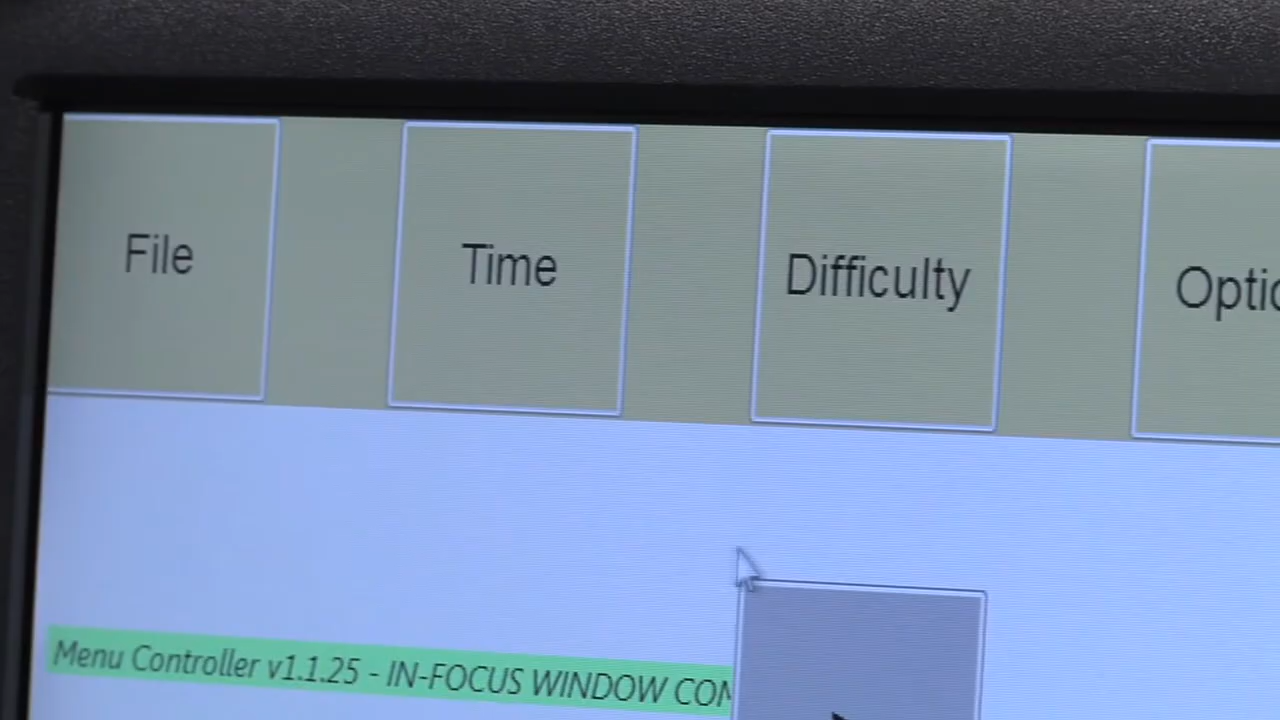 File Time Difficulty
Menu Controller v1.1.25 - IN-FOCUS WINDOW